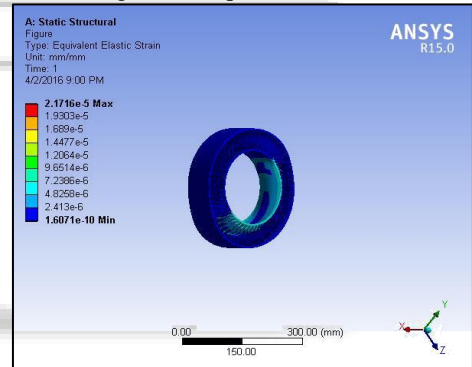 A: Static Structural
Figure
Type: Equivalent Elastic Strain
Unit: mm/mm
Time: 1
4/2/2016 9:00 PM
2.1716e-5 Max
1.9303e-5
1.689e-5
1.4477e-5
1.2064e-5
9.6514e-6
7.2386e-6
4.8258e-6
2.413e-6
1.6071e-10 Min
ANSYS
R15.0
0.00 300.00 (mm)
150.00
Y
X
Z